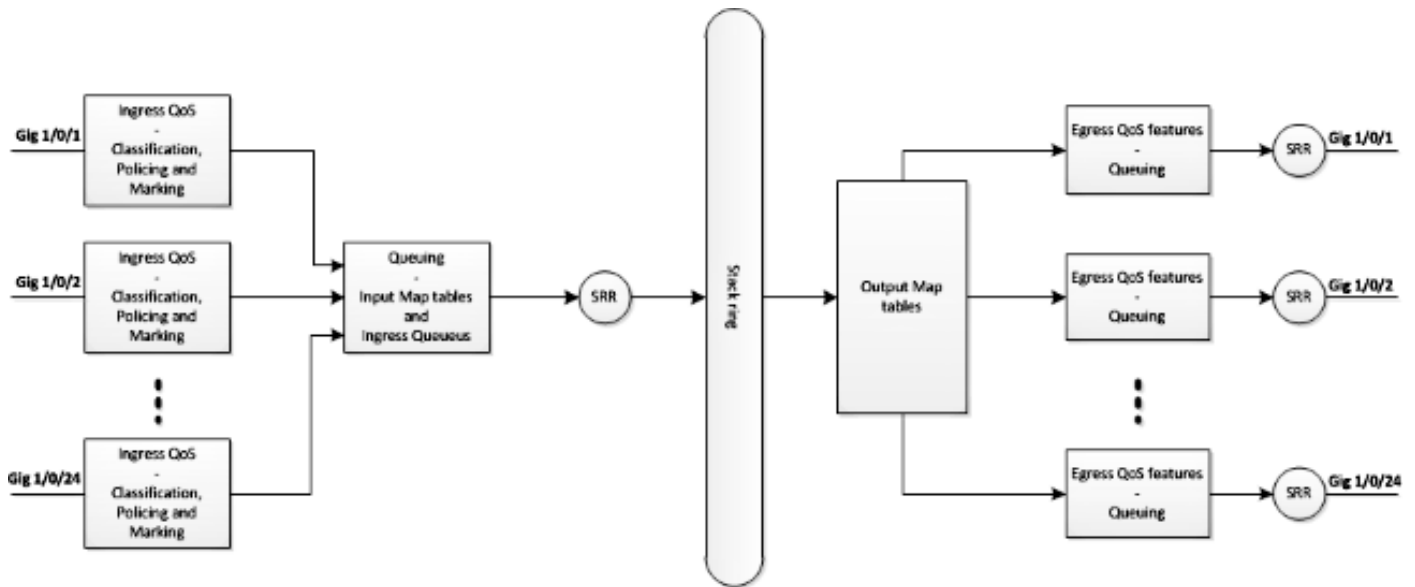 Gig 1/0/1
Ingress QoS
-
Classification,
Policing and
Marking
Gig 1/0/2
Ingress QoS
-
Classification,
Policing and
Marking
Gig 1/0/24
Ingress QoS
-
Classification,
Policing and
Marking
Queuing
-
Input Map tables
and
Ingress Queueus
SRR
Stack ring
Output Map
tables
Egress QoS features
-
Queuing
SRR
Gig 1/0/1
Egress QoS features
-
Queuing
SRR
Gig 1/0/2
Egress QoS features
-
Queuing
SRR
Gig 1/0/24